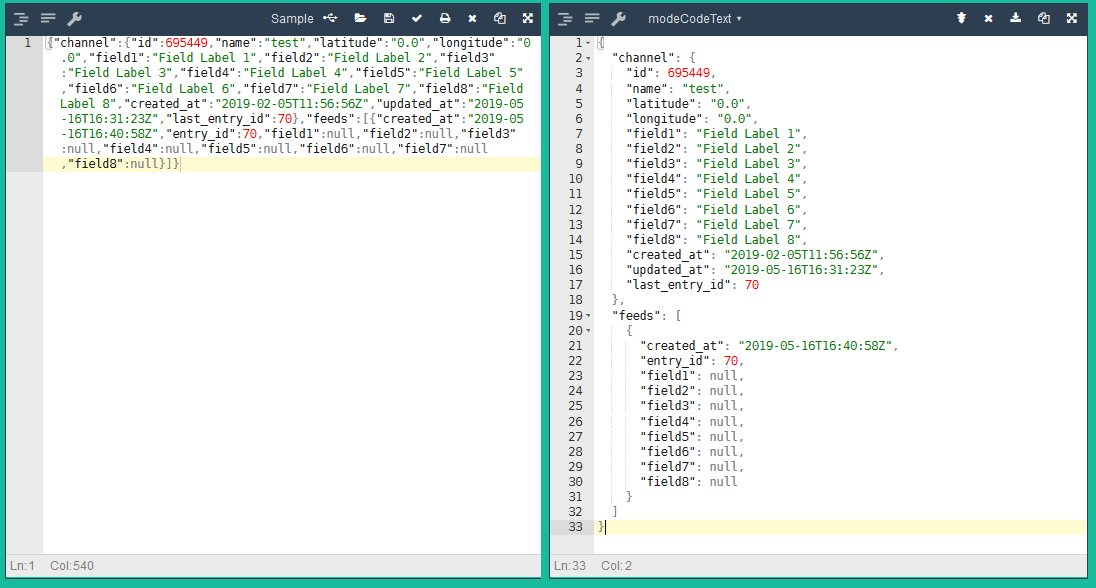 Sample
1 {"channel":{"id":695449,"name":"test","latitude":"0.0","longitude":"0
.0","field1":"Field Label 1","field2":"Field Label 2","field3"
:"Field Label 3","field4":"Field Label 4","field5":"Field Label 5"
,"field6":"Field Label 6","field7":"Field Label 7","field8":"Field
Label 8","created_at":"2019-02-05T11:56:56Z","updated_at":"2019-05
-16T16:31:23Z","last_entry_id":70},"feeds":[{"created_at":"2019-05
-16T16:40:58Z","entry_id":70,"field1":null,"field2":null,"field3"
:null,"field4":null,"field5":null,"field6":null,"field7":null
,"field8":null}]}
Ln:1 Col:540
modeCodeText
1 {
2 "channel": {
3 "id": 695449,
4 "name": "test",
5 "latitude": "0.0",
6 "longitude": "0.0",
7 "field1": "Field Label 1",
8 "field2": "Field Label 2",
9 "field3": "Field Label 3",
10 "field4": "Field Label 4",
11 "field5": "Field Label 5",
12 "field6": "Field Label 6",
13 "field7": "Field Label 7",
14 "field8": "Field Label 8",
15 "created_at": "2019-02-05T11:56:56Z",
16 "updated_at": "2019-05-16T16:31:23Z",
17 "last_entry_id": 70
18 },
19 "feeds": [
20 {
21 "created_at": "2019-05-16T16:40:58Z",
22 "entry_id": 70,
23 "field1": null,
24 "field2": null,
25 "field3": null,
26 "field4": null,
27 "field5": null,
28 "field6": null,
29 "field7": null,
30 "field8": null
31 }
32 ]
33 }
Ln:33 Col:2